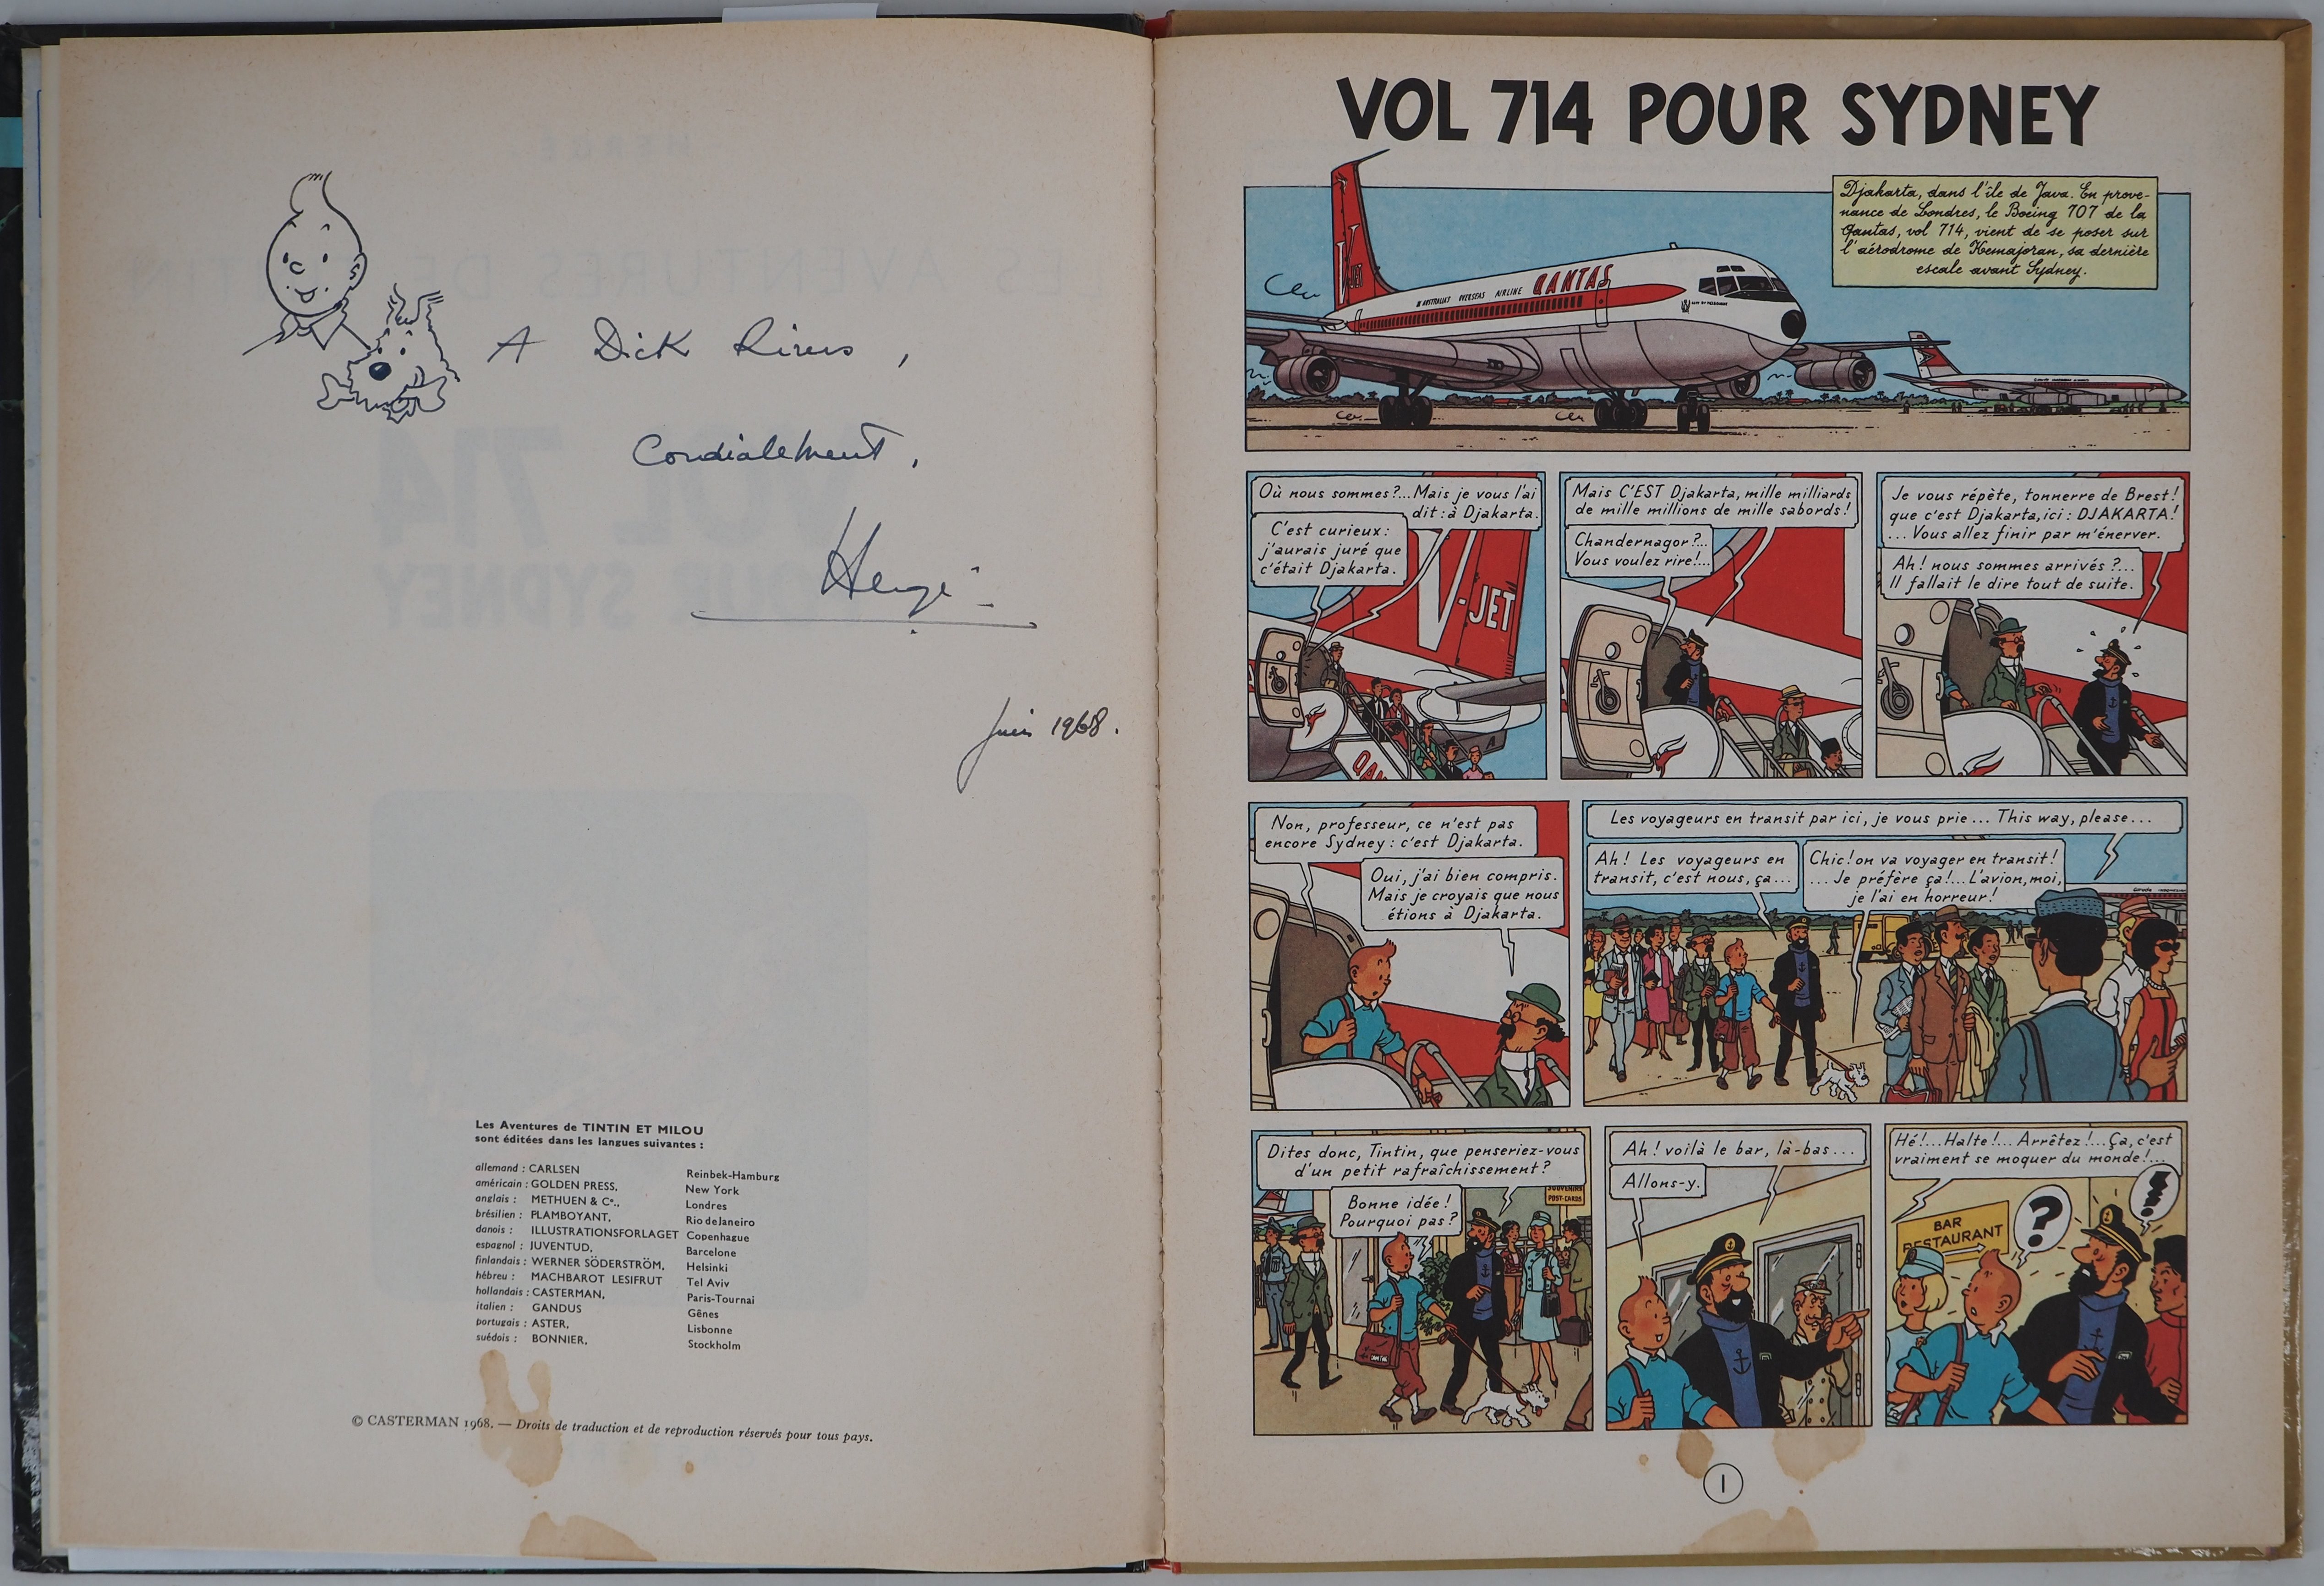 A Dick Rivers,
Cordialement,
Hergé
Juin 1968.
Les Aventures de TINTIN ET MILOU
sont éditées dans les langues suivantes :
allemand : CARLSEN Reinbek-Hamburg
américain : GOLDEN PRESS, New York
anglais : METHUEN & Cº., Londres
brésilien : FLAMBOYANT, Rio de Janeiro
danois : ILLUSTRATIONSFORLAGET Copenhague
espagnol : JUVENTUD, Barcelone
finlandais : WERNER SÖDERSTRÖM, Helsinki
hébreu : MACHBAROT LESIFRUT Tel Aviv
hollandais : CASTERMAN, Paris-Tournai
italien : GANDUS Gênes
portugais : ASTER, Lisbonne
suédois : BONNIER, Stockholm
© CASTERMAN 1968. — Droits de traduction et de reproduction réservés pour tous pays.
VOL 714 POUR SYDNEY
Djakarta, dans l'île de Java. En prove-
nance de Londres, le Boeing 707 de la
Qantas, vol 714, vient de se poser sur
l'aérodrome de Kemajoran, sa dernière
escale avant Sydney.
V-JET
AUSTRALIA'S OVERSEAS AIRLINE QANTAS
Où nous sommes?... Mais je vous l'ai
dit : à Djakarta.
C'est curieux :
j'aurais juré que
c'était Djakarta.
V-JET
QAN
Mais C'EST Djakarta, mille milliards
de mille millions de mille sabords!
Chandernagor?...
Vous voulez rire!...
Je vous répète, tonnerre de Brest!
que c'est Djakarta, ici : DJAKARTA!
... Vous allez finir par m'énerver.
Ah! nous sommes arrivés ?...
Il fallait le dire tout de suite.
Non, professeur, ce n'est pas
encore Sydney : c'est Djakarta.
Oui, j'ai bien compris.
Mais je croyais que nous
étions à Djakarta.
Les voyageurs en transit par ici, je vous prie... This way, please...
Ah! Les voyageurs en
transit, c'est nous, ça...
Chic! on va voyager en transit!
... Je préfère ça!... L'avion, moi,
je l'ai en horreur!
Dites donc, Tintin, que penseriez-vous
d'un petit rafraîchissement?
Bonne idée!
Pourquoi pas?
SOUVENIRS
POST-CARDS
QANTAS
Ah! voilà le bar, là-bas...
Allons-y.
Hé!... Halte!... Arrêtez!... Ça, c'est
vraiment se moquer du monde!...
?
!
BAR
RESTAURANT
1